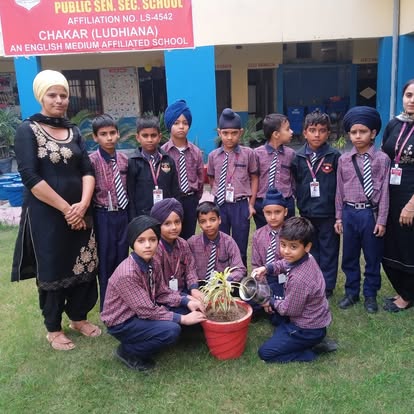 PUBLIC SEN. SEC. SCHOOL
AFFILIATION NO. LS-4542
CHAKAR (LUDHIANA)
AN ENGLISH MEDIUM AFFILIATED SCHOOL